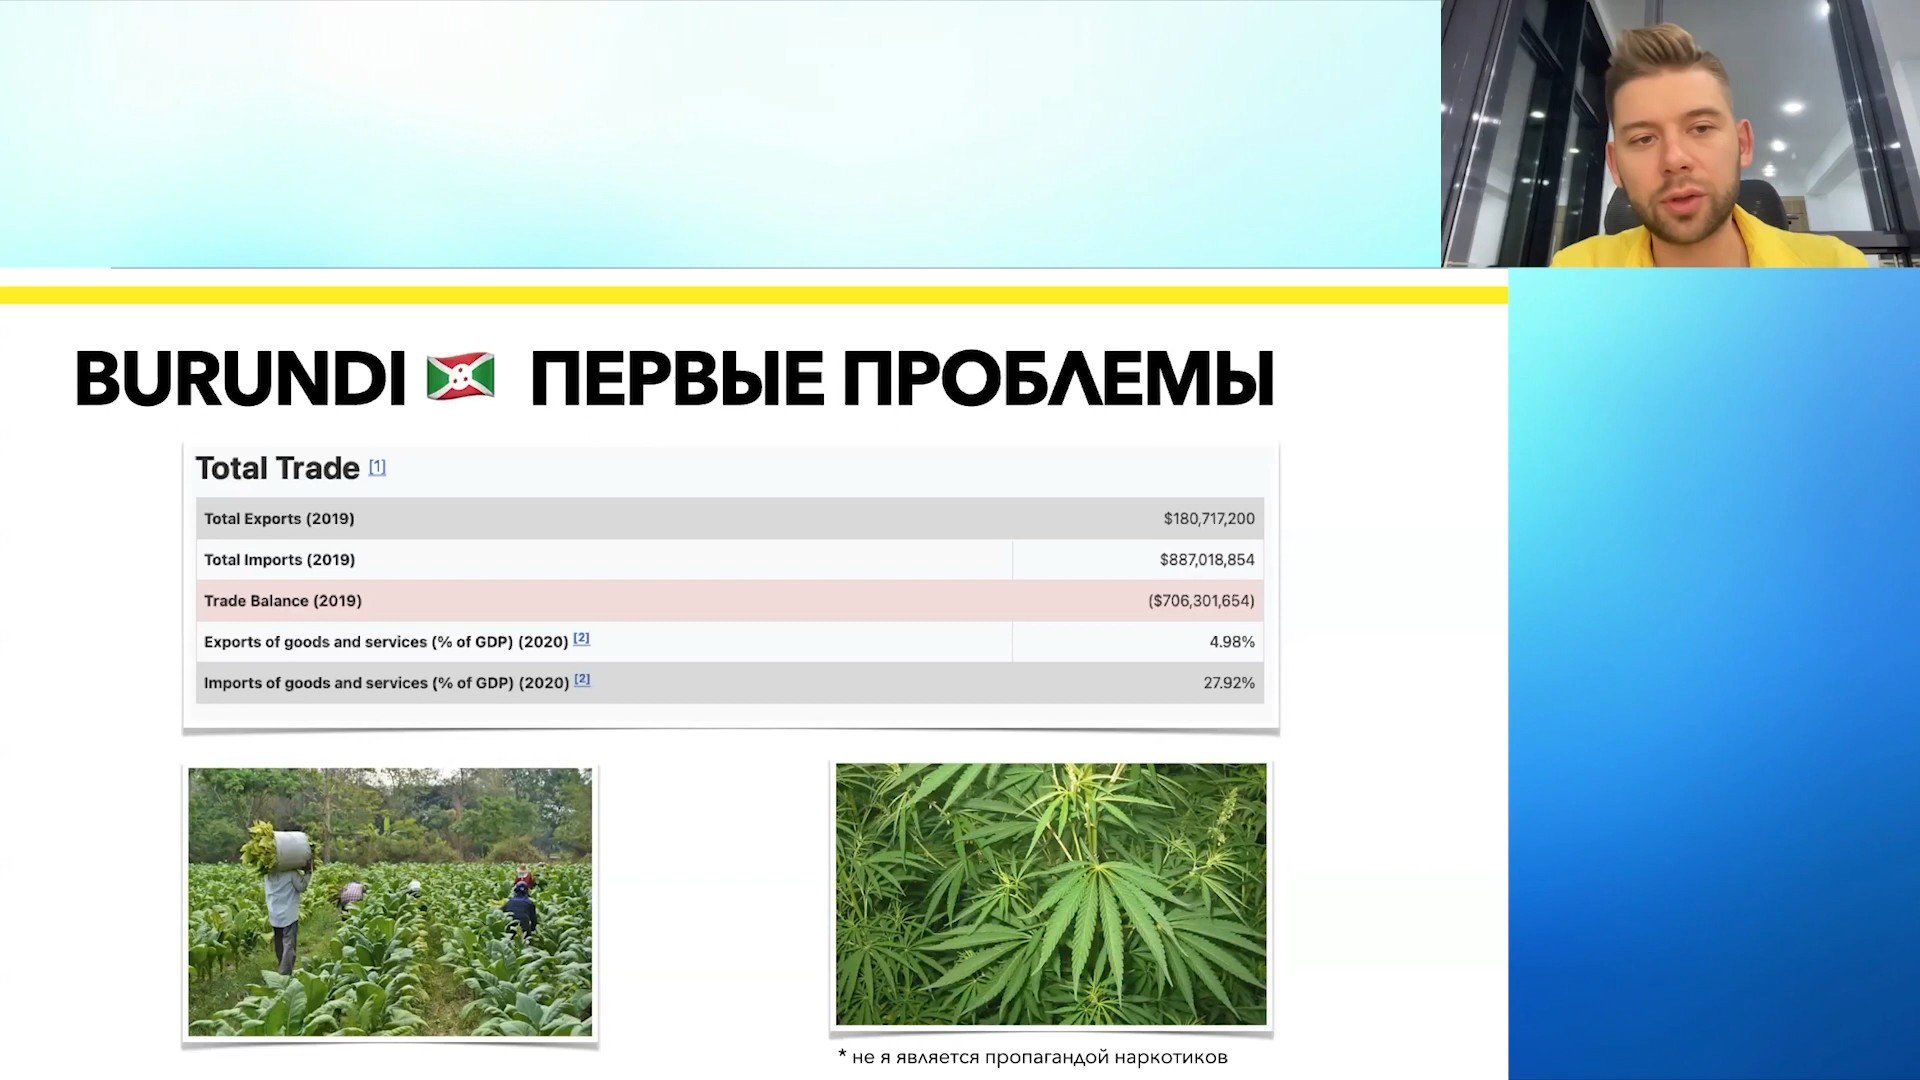 BURUNDI 🇧🇮 ПЕРВЫЕ ПРОБЛЕМЫ
Total Trade [1]
Total Exports (2019) $180,717,200
Total Imports (2019) $887,018,854
Trade Balance (2019) ($706,301,654)
Exports of goods and services (% of GDP) (2020) [2] 4.98%
Imports of goods and services (% of GDP) (2020) [2] 27.92%
* не я является пропагандой наркотиков